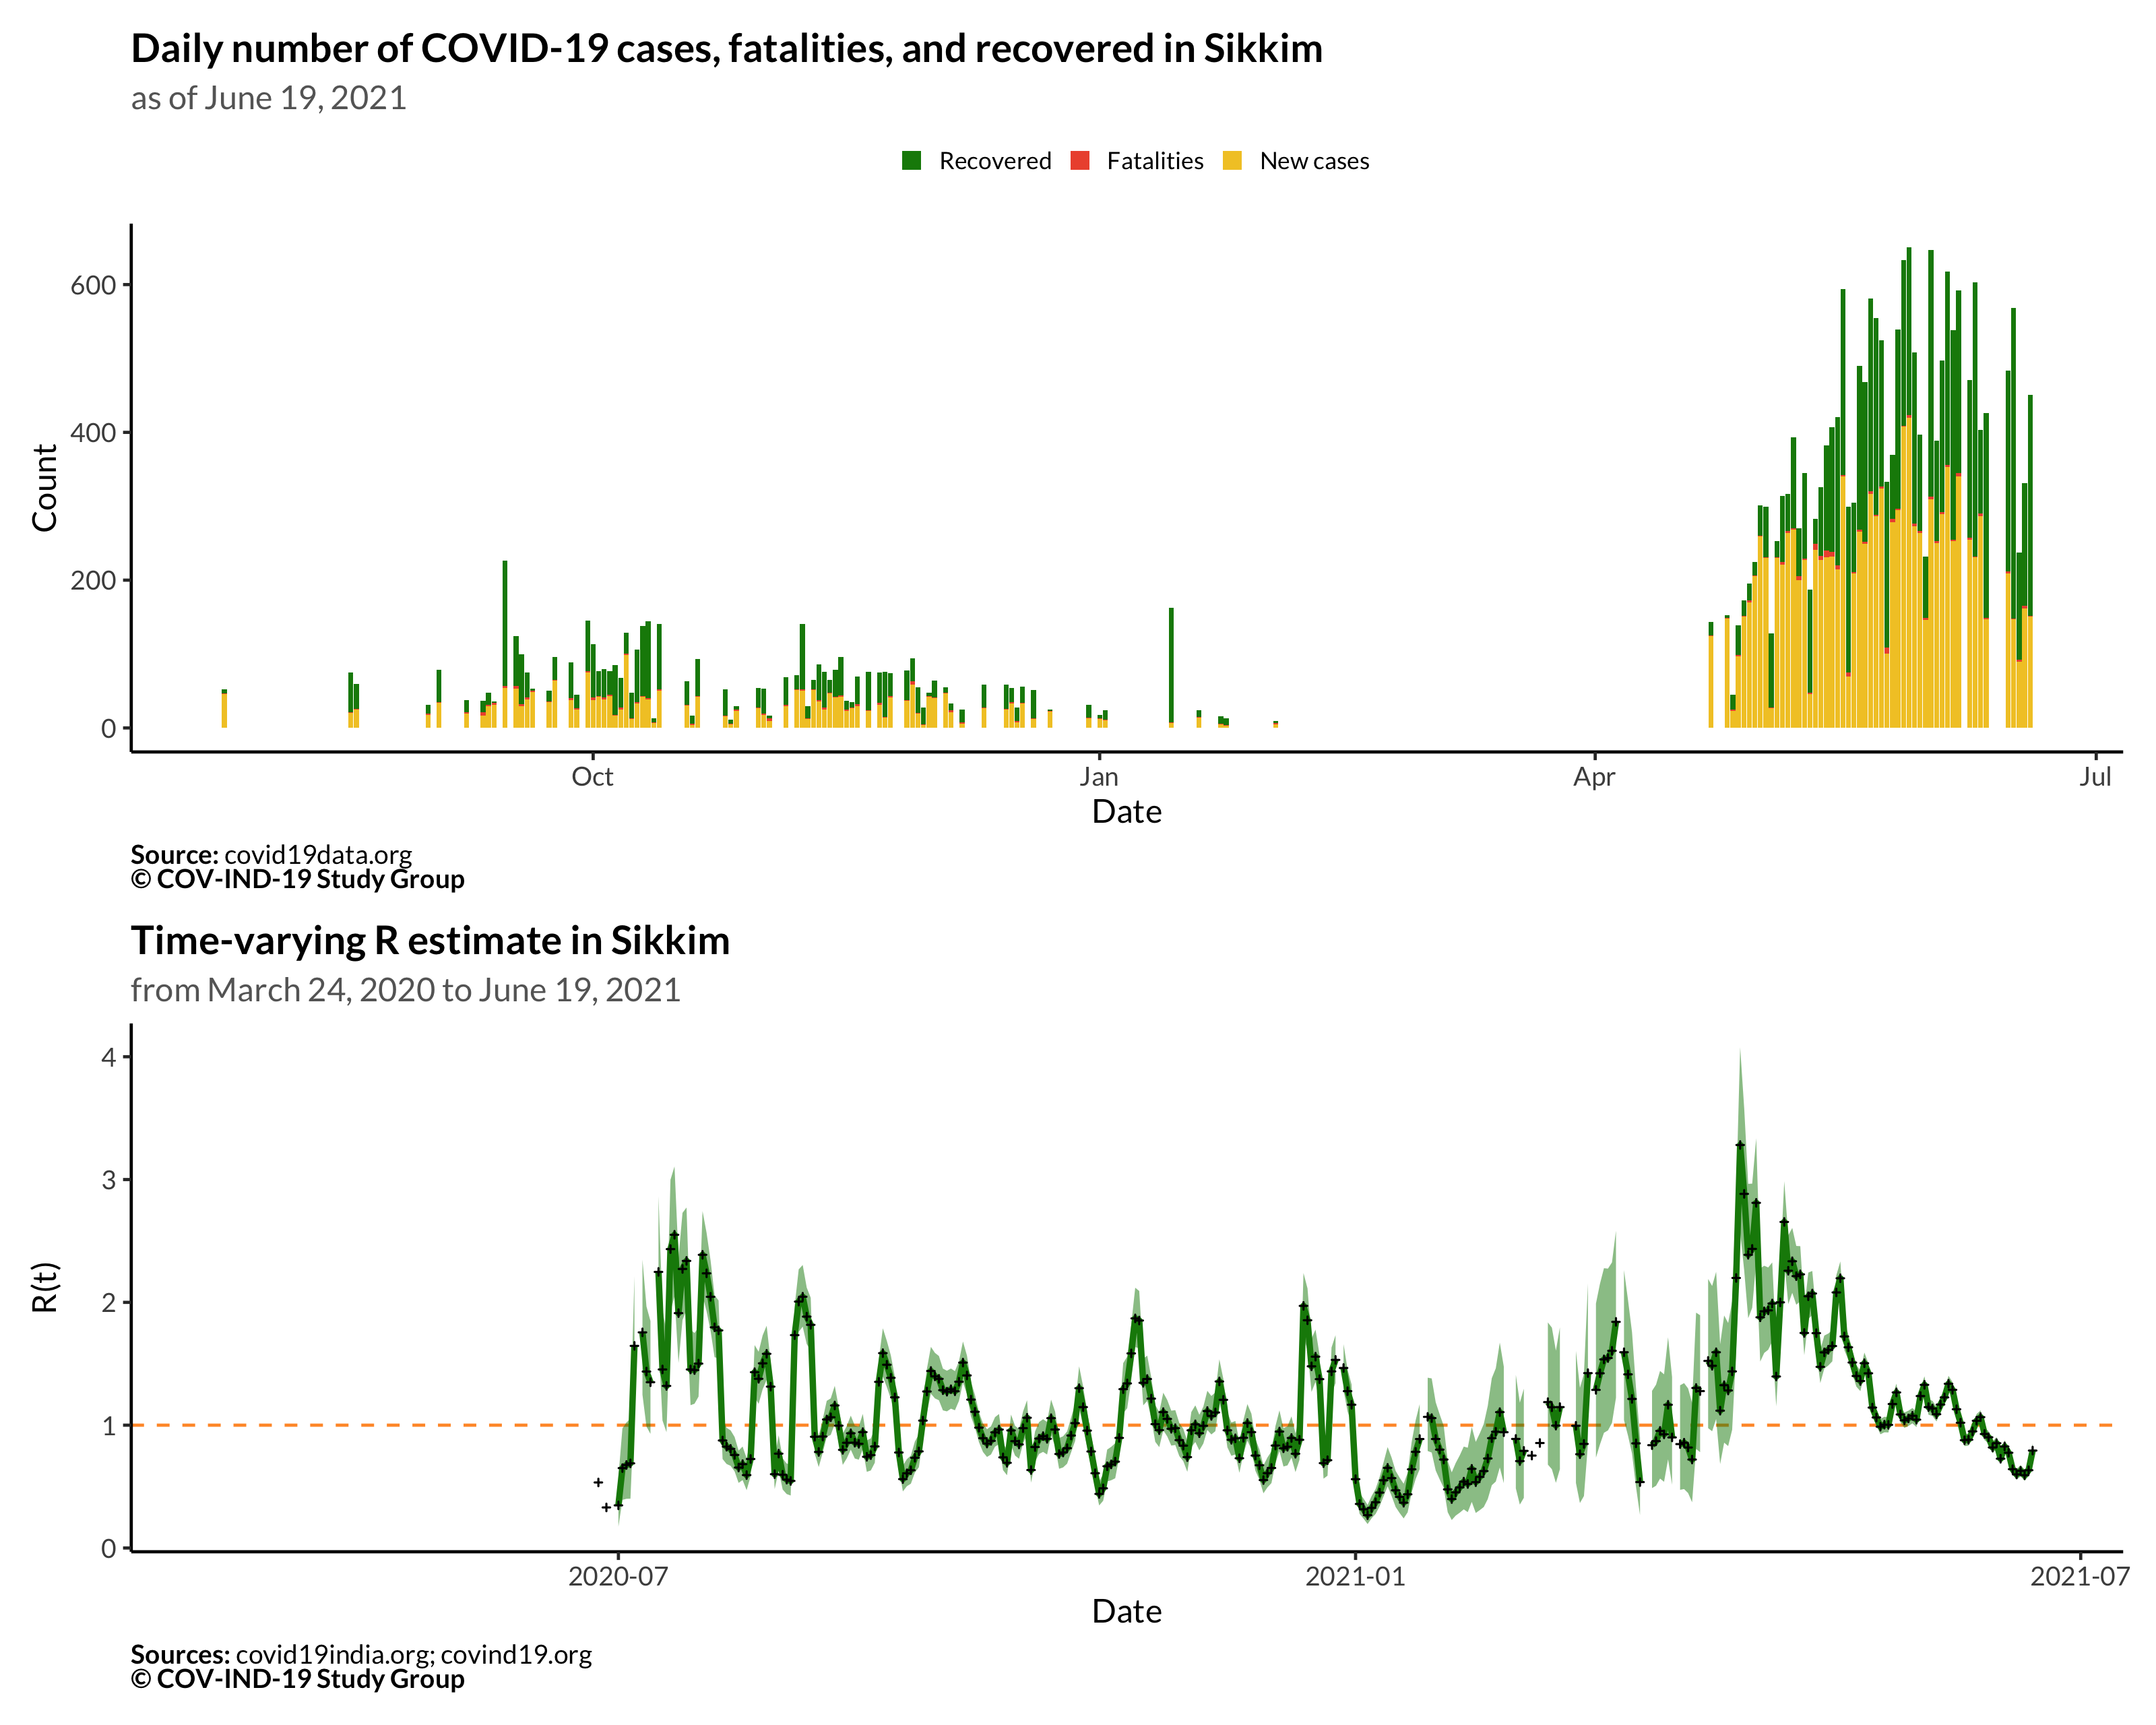 Daily number of COVID-19 cases, fatalities, and recovered in Sikkim
as of June 19, 2021
Recovered Fatalities New cases
600
400
200
0
Count
Oct Jan Apr Jul
Date
Source: covid19data.org
© COV-IND-19 Study Group
Time-varying R estimate in Sikkim
from March 24, 2020 to June 19, 2021
4
3
2
1
0
R(t)
2020-07 2021-01 2021-07
Date
Sources: covid19india.org; covind19.org
© COV-IND-19 Study Group